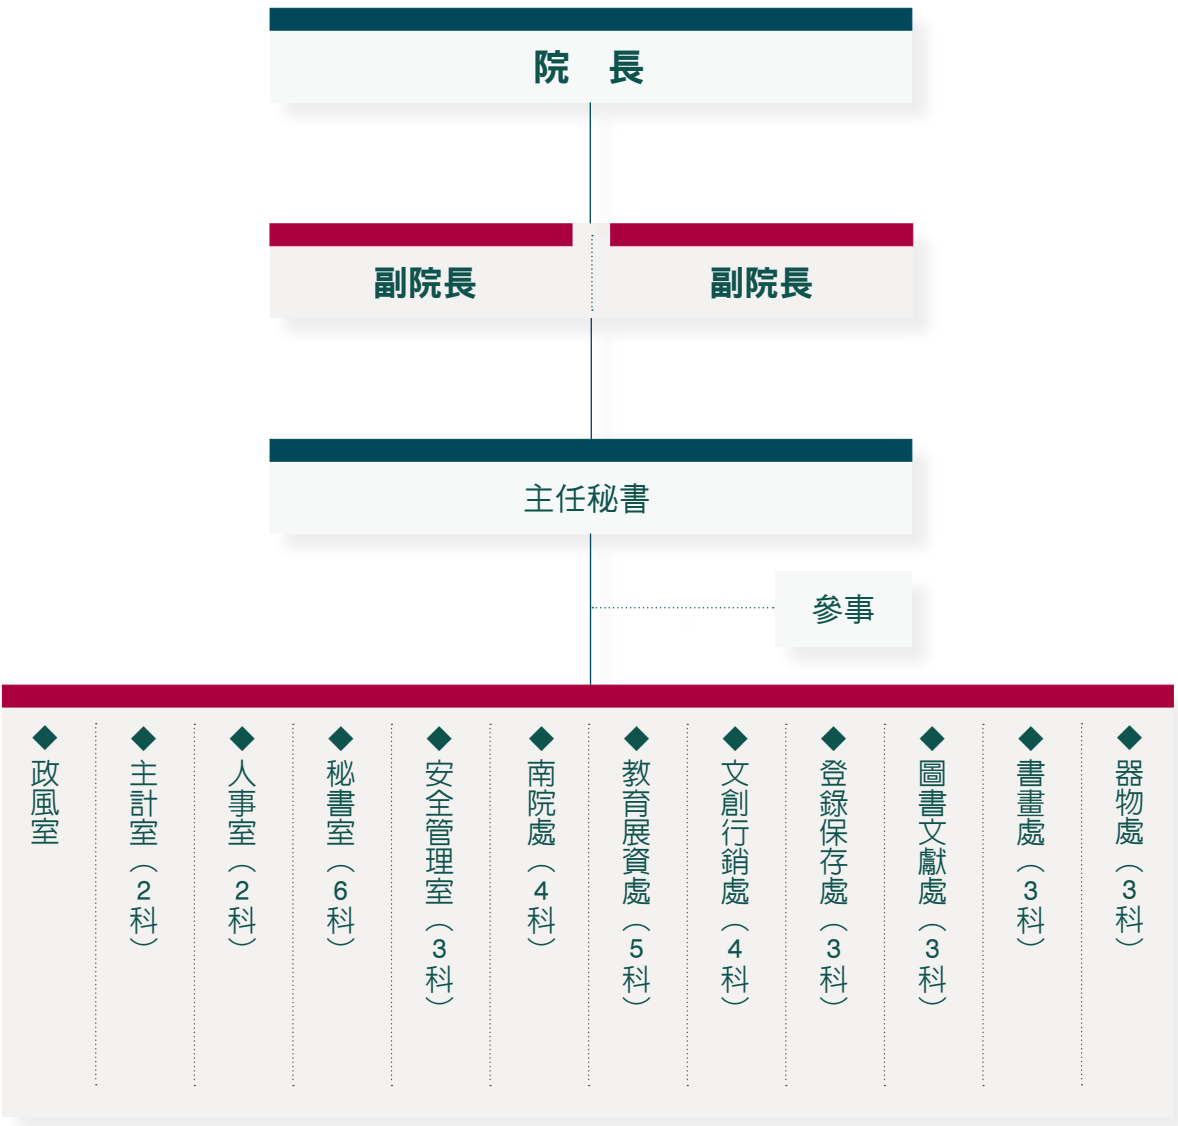 院 長
副院長
副院長
主任秘書
參事
◆器物處（3科）
◆書畫處（3科）
◆圖書文獻處（3科）
◆登錄保存處（3科）
◆文創行銷處（4科）
◆教育展資處（5科）
◆南院處（4科）
◆安全管理室（3科）
◆秘書室（6科）
◆人事室（2科）
◆主計室（2科）
◆政風室